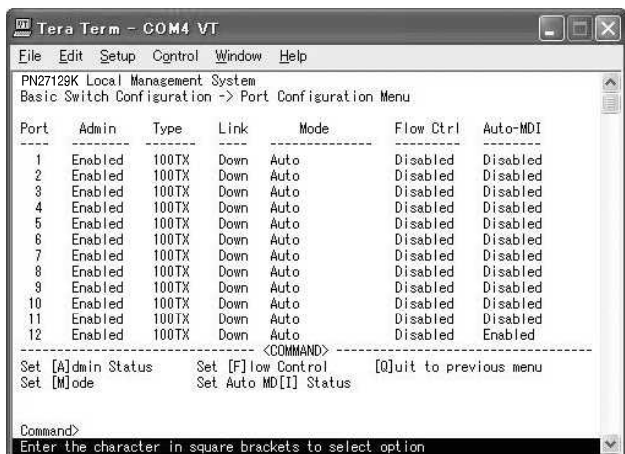 Tera Term - COM4 VT
File Edit Setup Control Window Help
PN27129K Local Management System
Basic Switch Configuration -> Port Configuration Menu
Port Admin Type Link Mode Flow Ctrl Auto-MDI
---- --------- -------- ---- --------------- --------- --------
1 Enabled 100TX Down Auto Disabled Disabled
2 Enabled 100TX Down Auto Disabled Disabled
3 Enabled 100TX Down Auto Disabled Disabled
4 Enabled 100TX Down Auto Disabled Disabled
5 Enabled 100TX Down Auto Disabled Disabled
6 Enabled 100TX Down Auto Disabled Disabled
7 Enabled 100TX Down Auto Disabled Disabled
8 Enabled 100TX Down Auto Disabled Disabled
9 Enabled 100TX Down Auto Disabled Disabled
10 Enabled 100TX Down Auto Disabled Disabled
11 Enabled 100TX Down Auto Disabled Disabled
12 Enabled 100TX Down Auto Disabled Enabled
<COMMAND>
Set [A]dmin Status Set [F]low Control [Q]uit to previous menu
Set [M]ode Set Auto MD[I] Status
Command>
Enter the character in square brackets to select option